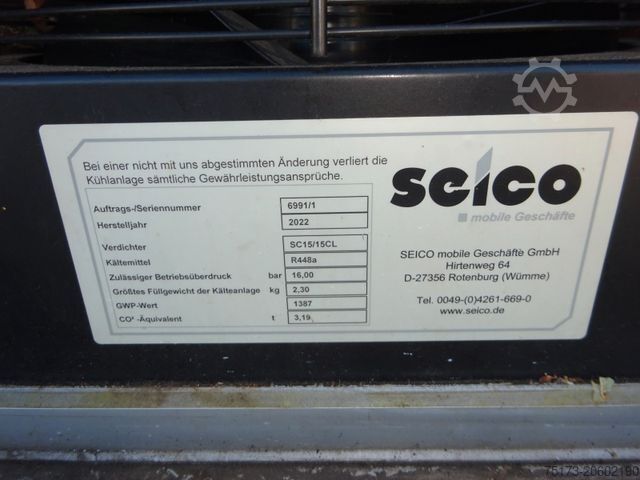 Bei einer nicht mit uns abgestimmten Änderung verliert die
Kühlanlage sämtliche Gewährleistungsansprüche.
Auftrags-/Seriennummer 6991/1
Herstelljahr 2022
Verdichter SC15/15CL
Kältemittel R448a
Zulässiger Betriebsüberdruck bar 16,00
Größtes Füllgewicht der Kälteanlage kg 2,30
GWP-Wert 1387
CO²-Äquivalent t 3,19
seico
mobile Geschäfte
SEICO mobile Geschäfte GmbH
Hirtenweg 64
D-27356 Rotenburg (Wümme)
Tel. 0049-(0)4261-669-0
www.seico.de